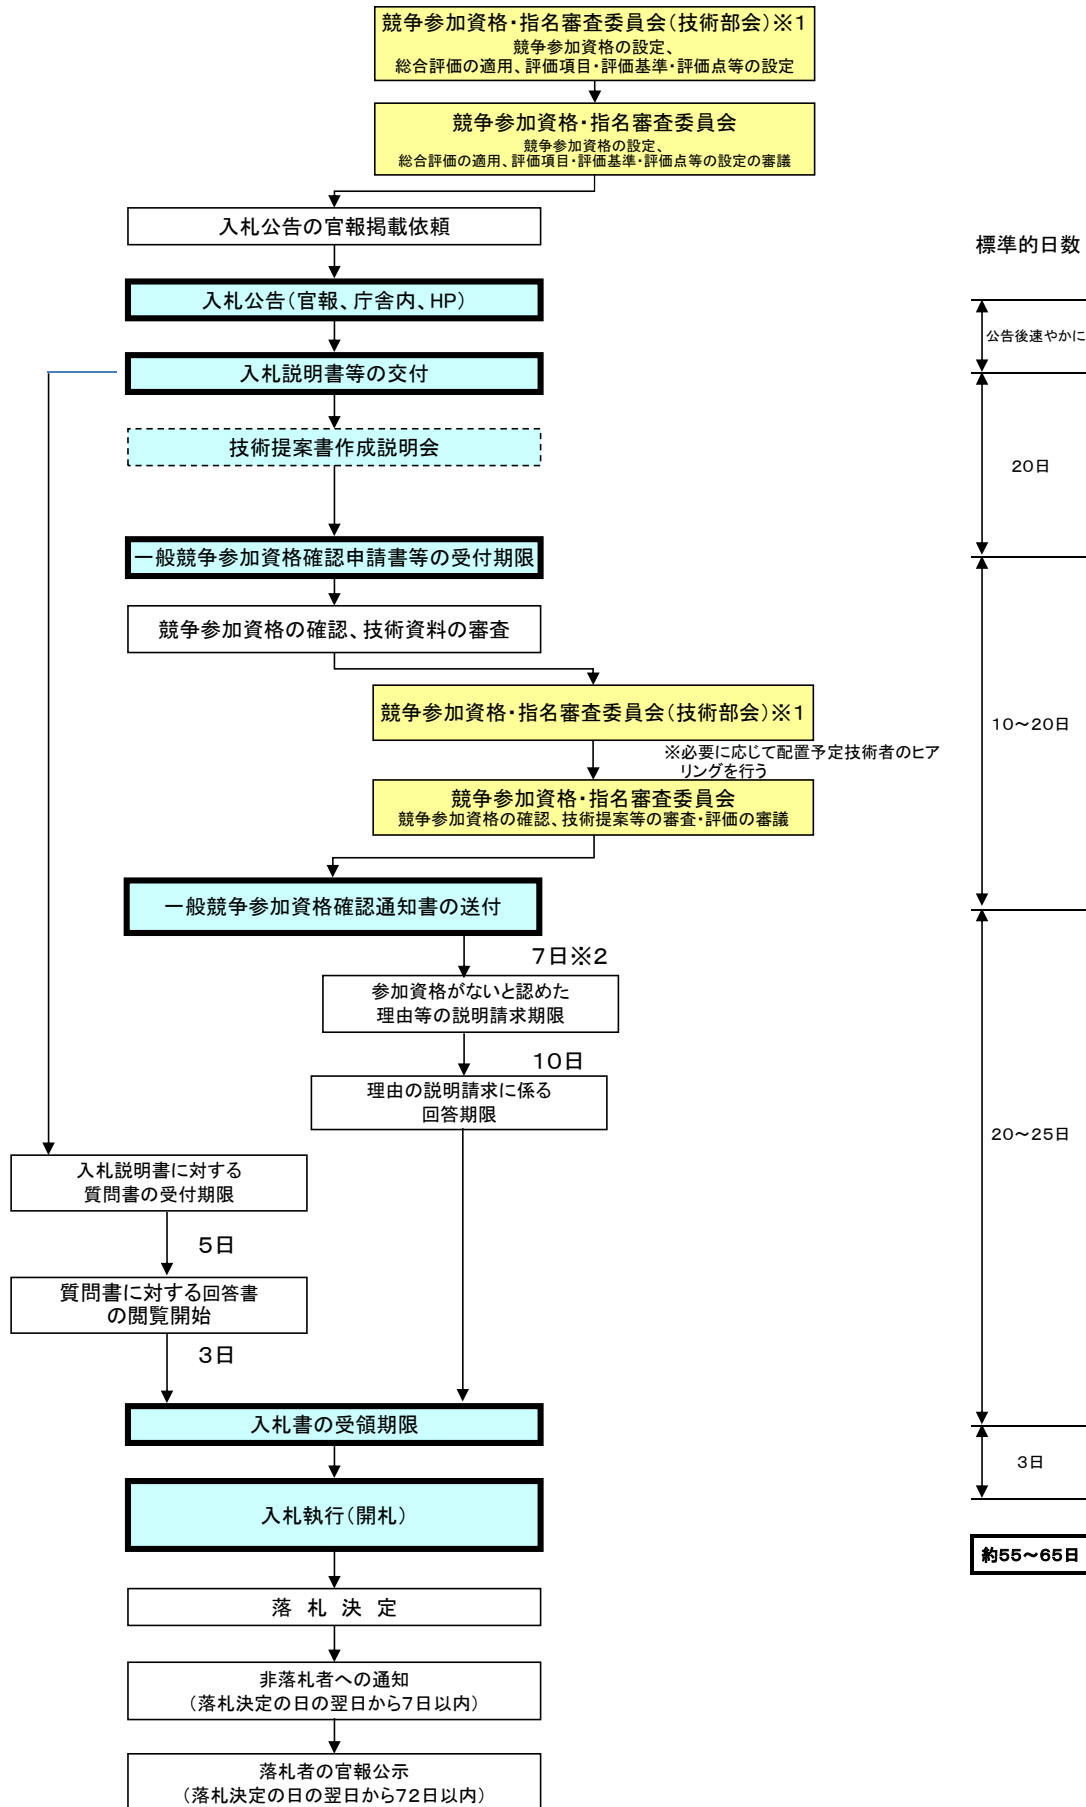 競争参加資格・指名審査委員会(技術部会)※1
競争参加資格の設定、
総合評価の適用、評価項目・評価基準・評価点等の設定
競争参加資格・指名審査委員会
競争参加資格の設定、
総合評価の適用、評価項目・評価基準・評価点等の設定の審議
入札公告の官報掲載依頼
標準的日数
入札公告(官報、庁舎内、HP)
公告後速やかに
入札説明書等の交付
技術提案書作成説明会
20日
一般競争参加資格確認申請書等の受付期限
競争参加資格の確認、技術資料の審査
競争参加資格・指名審査委員会(技術部会)※1
10～20日
※必要に応じて配置予定技術者のヒア
リングを行う
競争参加資格・指名審査委員会
競争参加資格の確認、技術提案等の審査・評価の審議
一般競争参加資格確認通知書の送付
7日※2
参加資格がないと認めた
理由等の説明請求期限
10日
理由の説明請求に係る
回答期限
20～25日
入札説明書に対する
質問書の受付期限
5日
質問書に対する回答書
の閲覧開始
3日
入札書の受領期限
3日
入札執行(開札)
約55～65日
落 札 決 定
非落札者への通知
(落札決定の日の翌日から7日以内)
落札者の官報公示
(落札決定の日の翌日から72日以内)